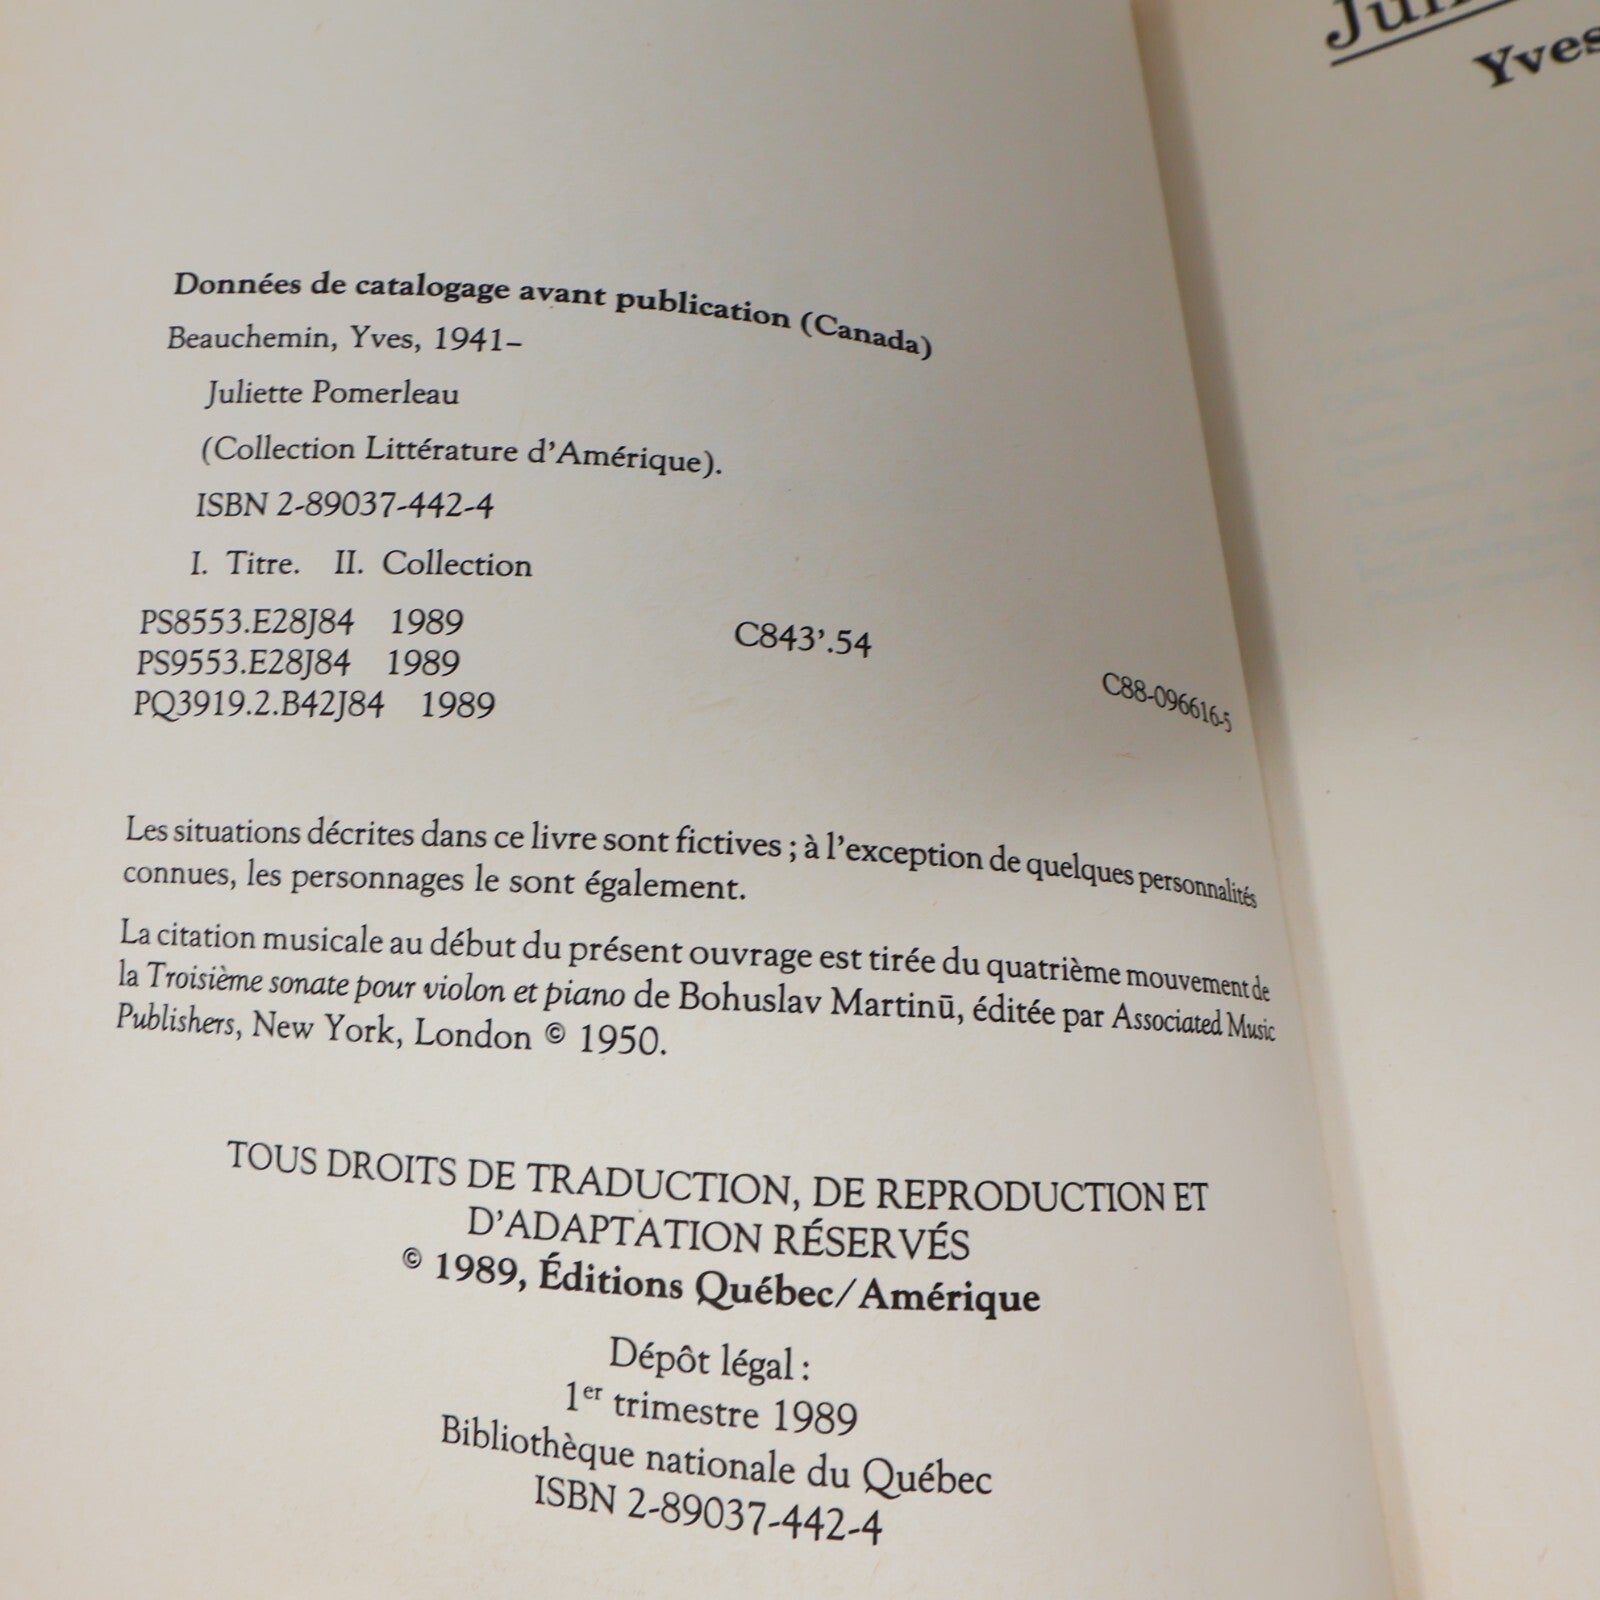 Données de catalogage avant publication (Canada)
Beauchemin, Yves, 1941–
Juliette Pomerleau
(Collection Littérature d'Amérique).
ISBN 2-89037-442-4
I. Titre. II. Collection
PS8553.E28J84 1989
C843'.54
PS9553.E28J84 1989
PQ3919.2.B42J84 1989
C88-096616-5
Les situations décrites dans ce livre sont fictives ; à l'exception de quelques personnalités
connues, les personnages le sont également.
La citation musicale au début du présent ouvrage est tirée du quatrième mouvement de
la Troisième sonate pour violon et piano de Bohuslav Martinū, éditée par Associated Music
Publishers, New York, London © 1950.
TOUS DROITS DE TRADUCTION, DE REPRODUCTION ET
D'ADAPTATION RÉSERVÉS
© 1989, Éditions Québec/Amérique
Dépôt légal :
1er trimestre 1989
Bibliothèque nationale du Québec
ISBN 2-89037-442-4
Yves